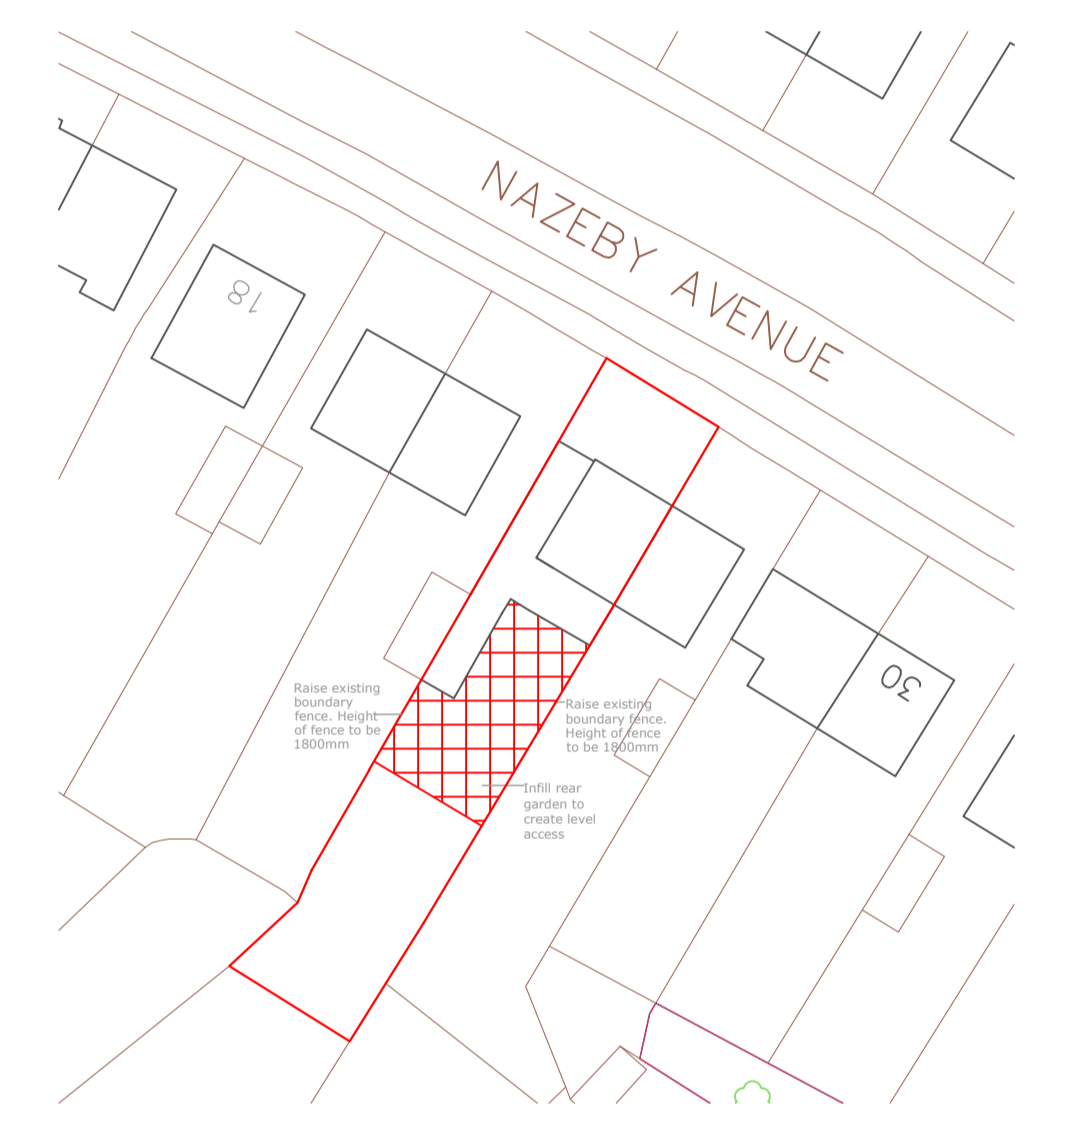 NAZEBY AVENUE
18
30
Raise existing
boundary
fence. Height
of fence to be
1800mm
Raise existing
boundary fence.
Height of fence
to be 1800mm
Infill rear
garden to
create level
access